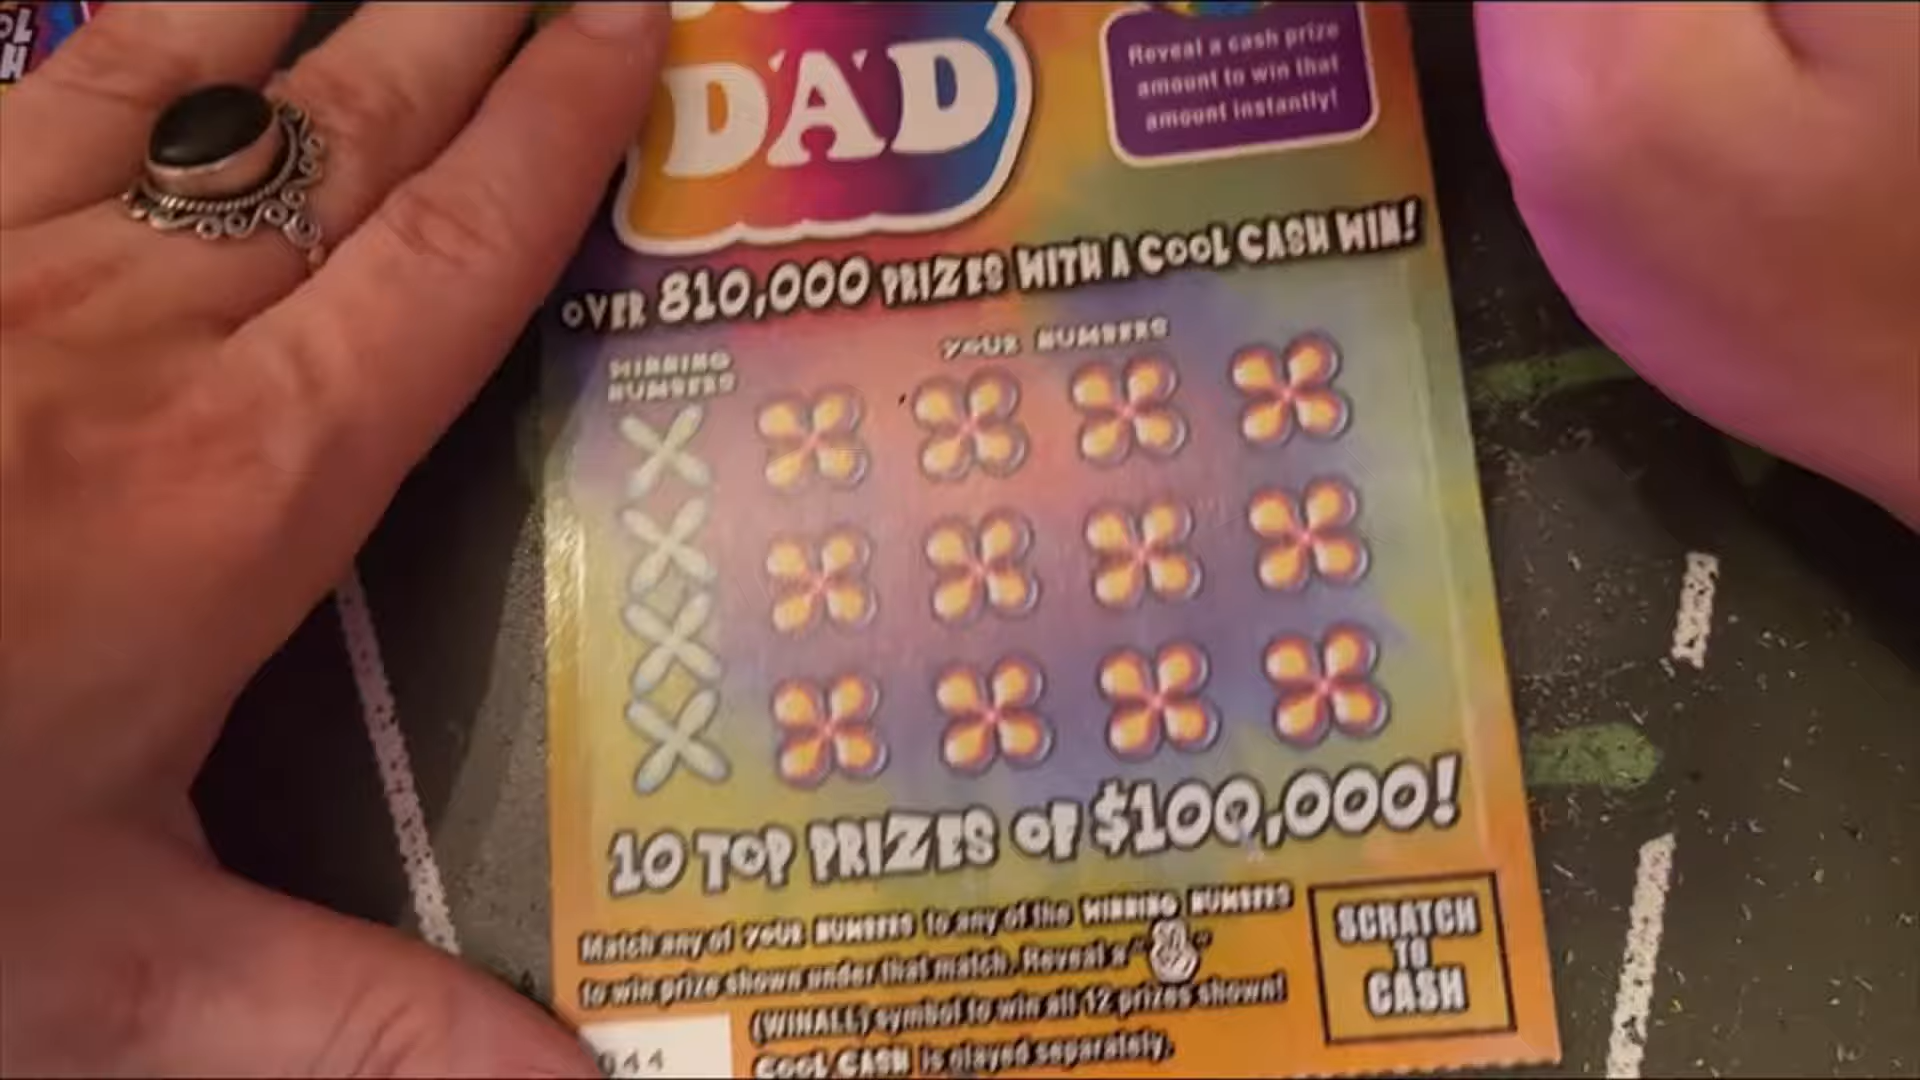 OL
H
DAD
Reveal a cash prize
amount to win that
amount instantly!
OVER 810,000 PRIZES WITH A COOL CASH WIN!
WINNING
NUMBERS
YOUR NUMBERS
10 TOP PRIZES OF $100,000!
Match any of YOUR NUMBERS to any of the WINNING NUMBERS
to win prize shown under that match. Reveal a " "
(WINALL) symbol to win all 12 prizes shown!
COOL CASH is played separately.
SCRATCH
TO
CASH
044